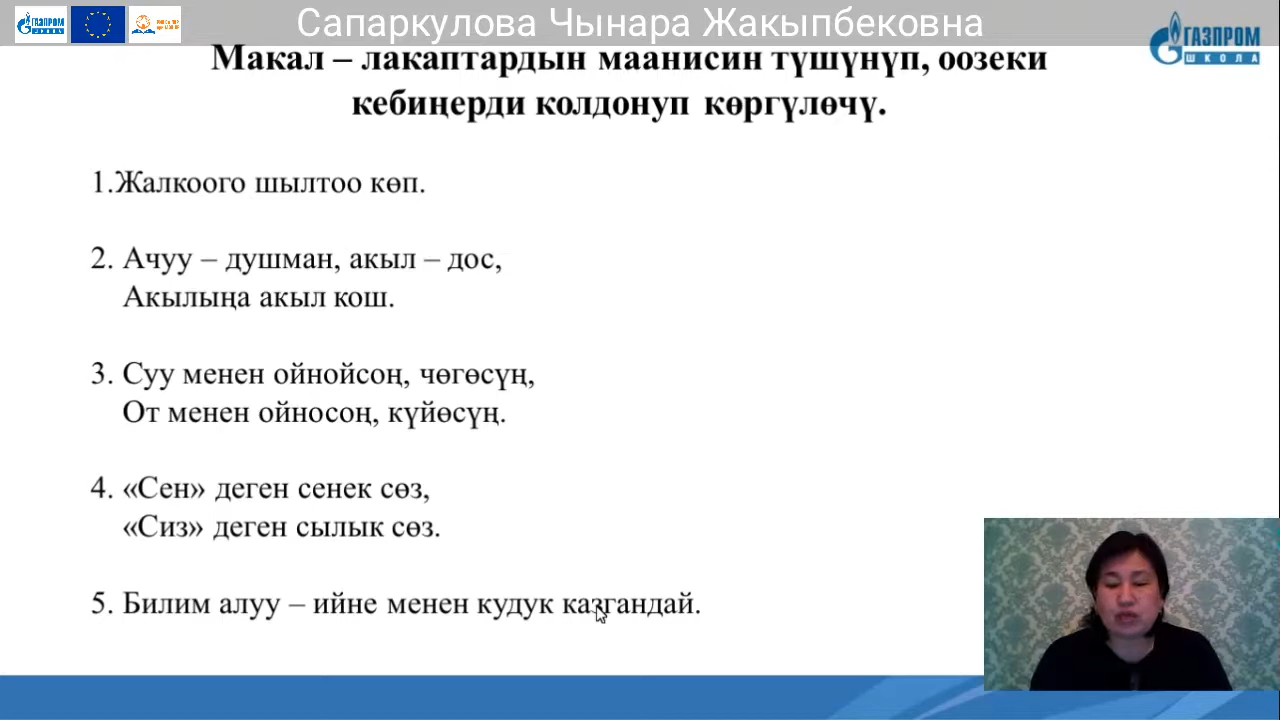 Сапаркулова Чынара Жакыпбековна
ГАЗПРОМ
ШКОЛА
Макал – лакаптардын маанисин түшүнүп, оозеки
кебиңерди колдонуп көргүлөчү.
1.Жалкоого шылтоо көп.
2. Ачуу – душман, акыл – дос,
Акылыңа акыл кош.
3. Суу менен ойнойсоң, чөгөсүң,
От менен ойносоң, күйөсүң.
4. «Сен» деген сенек сөз,
«Сиз» деген сылык сөз.
5. Билим алуу – ийне менен кудук казгандай.